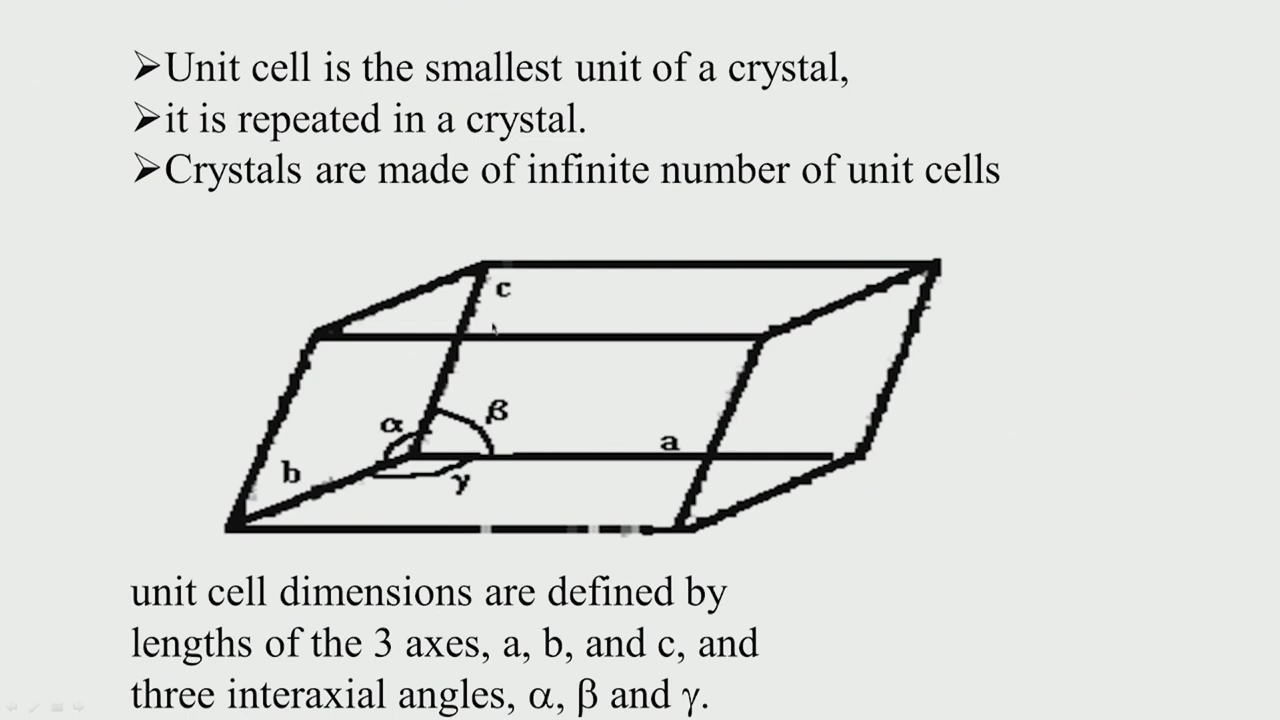 ➢Unit cell is the smallest unit of a crystal,
➢it is repeated in a crystal.
➢Crystals are made of infinite number of unit cells
c
α
β
a
b
γ
unit cell dimensions are defined by
lengths of the 3 axes, a, b, and c, and
three interaxial angles, α, β and γ.